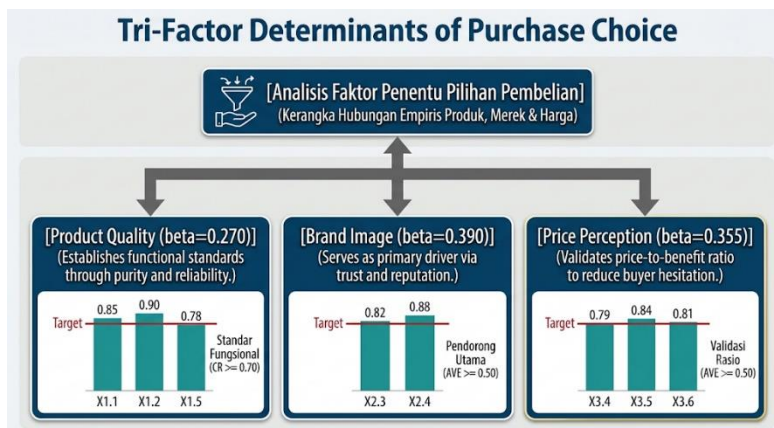 Tri-Factor Determinants of Purchase Choice
[Analisis Faktor Penentu Pilihan Pembelian]
(Kerangka Hubungan Empiris Produk, Merek & Harga)
[Product Quality (beta=0.270)]
(Establishes functional standards
through purity and reliability.)
0.85
0.90
0.78
Target
Standar
Fungsional
(CR >= 0.70)
X1.1
X1.2
X1.5
[Brand Image (beta=0.390)]
(Serves as primary driver via
trust and reputation.)
0.82
0.88
Target
Pendorong
Utama
(AVE >= 0.50)
X2.3
X2.4
[Price Perception (beta=0.355)]
(Validates price-to-benefit ratio
to reduce buyer hesitation.)
0.79
0.84
0.81
Target
Validasi
Rasio
(AVE >= 0.50)
X3.4
X3.5
X3.6